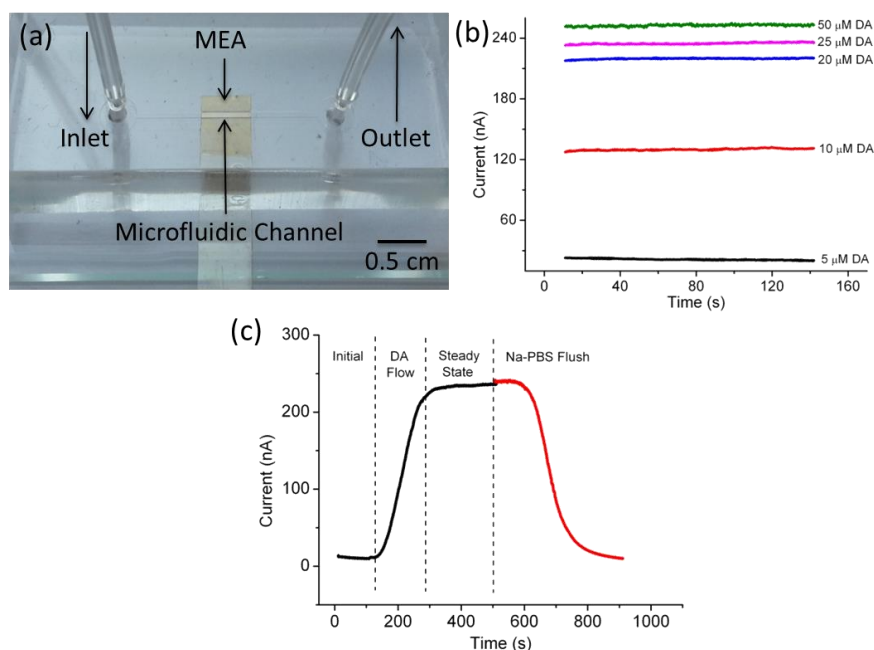 (a)
MEA
Inlet
Outlet
Microfluidic Channel
0.5 cm
(b)
Current (nA)
240
180
120
60
50 μM DA
25 μM DA
20 μM DA
10 μM DA
5 μM DA
0 40 80 120 160
Time (s)
(c)
Current (nA)
300
200
100
0
Initial
DA
Flow
Steady
State
Na-PBS Flush
0 200 400 600 800 1000
Time (s)